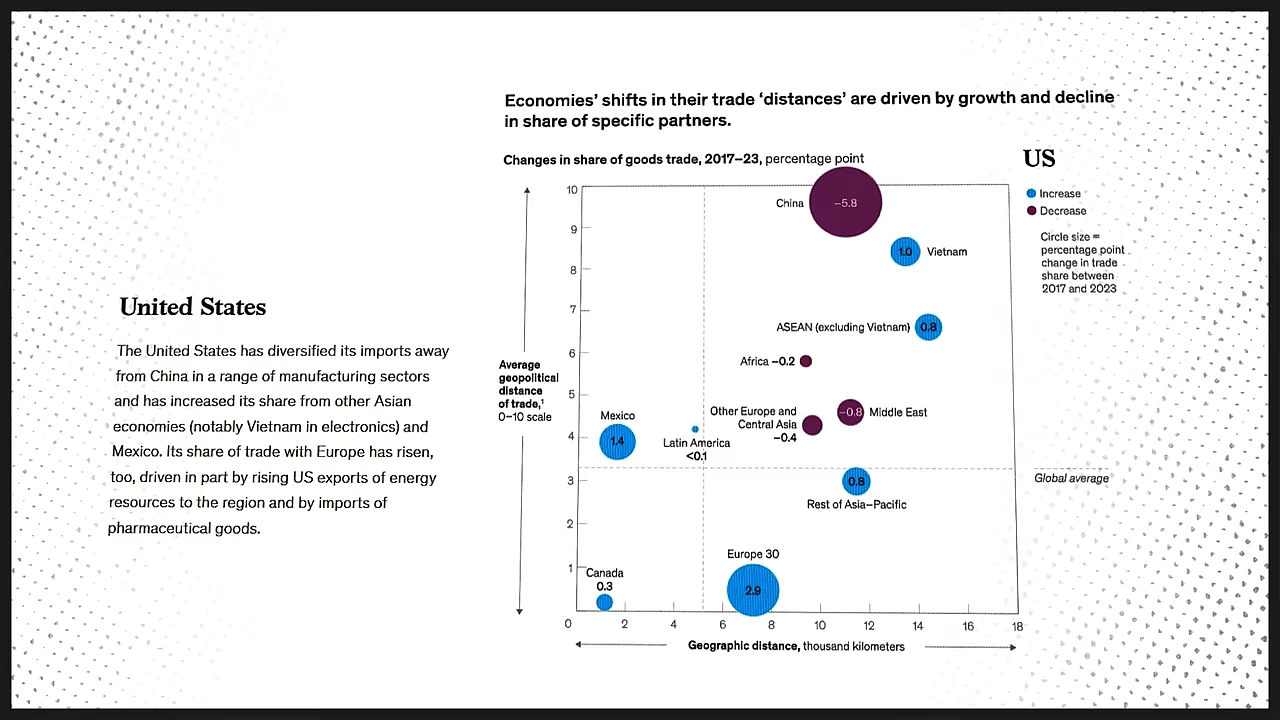 Economies' shifts in their trade 'distances' are driven by growth and decline
in share of specific partners.
Changes in share of goods trade, 2017–23, percentage point
US
Increase
Decrease
Circle size =
percentage point
change in trade
share between
2017 and 2023
United States
The United States has diversified its imports away
from China in a range of manufacturing sectors
and has increased its share from other Asian
economies (notably Vietnam in electronics) and
Mexico. Its share of trade with Europe has risen,
too, driven in part by rising US exports of energy
resources to the region and by imports of
pharmaceutical goods.
Average
geopolitical
distance
of trade,¹
0–10 scale
10
9
8
7
6
5
4
3
2
1
China
–5.8
1.0
Vietnam
ASEAN (excluding Vietnam)
0.8
Africa –0.2
Mexico
1.4
Latin America
<0.1
Other Europe and
Central Asia
–0.4
–0.8
Middle East
Global average
0.8
Rest of Asia–Pacific
Europe 30
2.9
Canada
0.3
0
2
4
6
8
10
12
14
16
18
Geographic distance, thousand kilometers